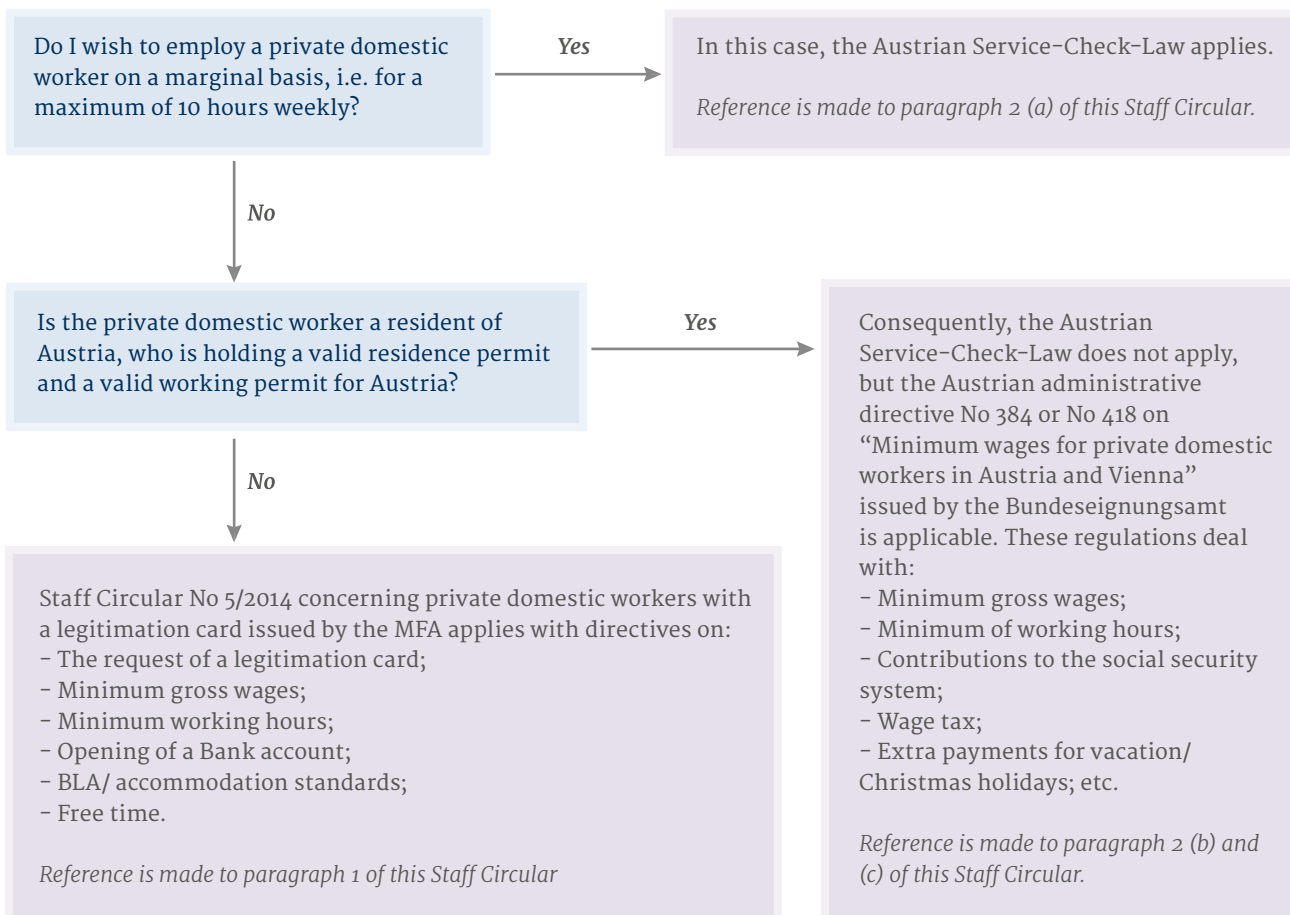 Do I wish to employ a private domestic
worker on a marginal basis, i.e. for a
maximum of 10 hours weekly?
Yes
In this case, the Austrian Service-Check-Law applies.
Reference is made to paragraph 2 (a) of this Staff Circular.
No
Is the private domestic worker a resident of
Austria, who is holding a valid residence permit
and a valid working permit for Austria?
Yes
Consequently, the Austrian
Service-Check-Law does not apply,
but the Austrian administrative
directive No 384 or No 418 on
“Minimum wages for private domestic
workers in Austria and Vienna”
issued by the Bundeseignungsamt
is applicable. These regulations deal
with:
- Minimum gross wages;
- Minimum of working hours;
- Contributions to the social security
system;
- Wage tax;
- Extra payments for vacation/
Christmas holidays; etc.
Reference is made to paragraph 2 (b) and
(c) of this Staff Circular.
No
Staff Circular No 5/2014 concerning private domestic workers with
a legitimation card issued by the MFA applies with directives on:
- The request of a legitimation card;
- Minimum gross wages;
- Minimum working hours;
- Opening of a Bank account;
- BLA/ accommodation standards;
- Free time.
Reference is made to paragraph 1 of this Staff Circular